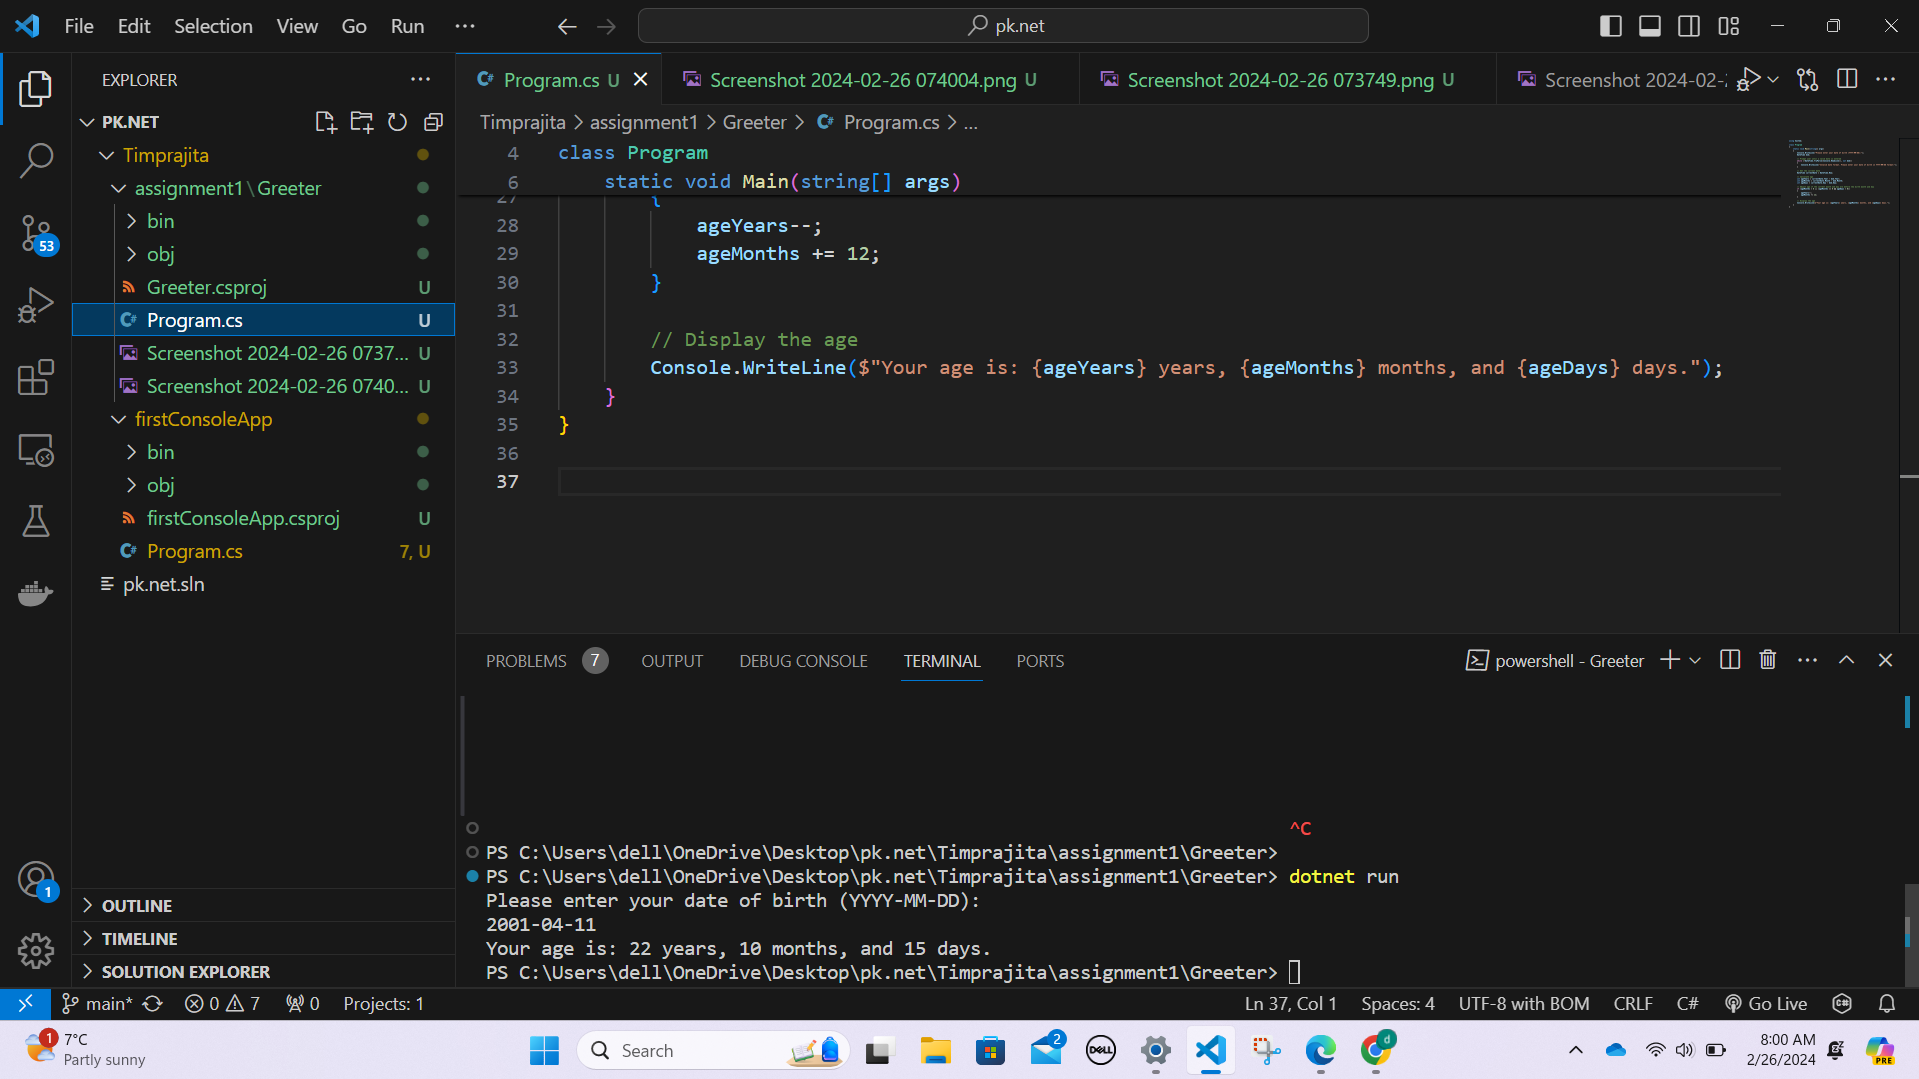 File Edit Selection View Go Run ...
pk.net
EXPLORER
PK.NET
Timprajita
assignment1\Greeter
bin
obj
Greeter.csproj U
Program.cs U
Screenshot 2024-02-26 0737... U
Screenshot 2024-02-26 0740... U
firstConsoleApp
bin
obj
firstConsoleApp.csproj U
Program.cs 7, U
pk.net.sln
OUTLINE
TIMELINE
SOLUTION EXPLORER
53
1
Program.cs U
Screenshot 2024-02-26 074004.png U
Screenshot 2024-02-26 073749.png U
Screenshot 2024-02-
Timprajita > assignment1 > Greeter > Program.cs > ...
4 class Program
6 static void Main(string[] args)
27 {
28 ageYears--;
29 ageMonths += 12;
30 }
31
32 // Display the age
33 Console.WriteLine($"Your age is: {ageYears} years, {ageMonths} months, and {ageDays} days.");
34 }
35 }
36
37
PROBLEMS 7 OUTPUT DEBUG CONSOLE TERMINAL PORTS
powershell - Greeter
^C
PS C:\Users\dell\OneDrive\Desktop\pk.net\Timprajita\assignment1\Greeter>
PS C:\Users\dell\OneDrive\Desktop\pk.net\Timprajita\assignment1\Greeter> dotnet run
Please enter your date of birth (YYYY-MM-DD):
2001-04-11
Your age is: 22 years, 10 months, and 15 days.
PS C:\Users\dell\OneDrive\Desktop\pk.net\Timprajita\assignment1\Greeter>
main* 0 7 0 Projects: 1
Ln 37, Col 1 Spaces: 4 UTF-8 with BOM CRLF C# Go Live
1
7°C
Partly sunny
Search
2
DELL
d
8:00 AM
2/26/2024
PRE